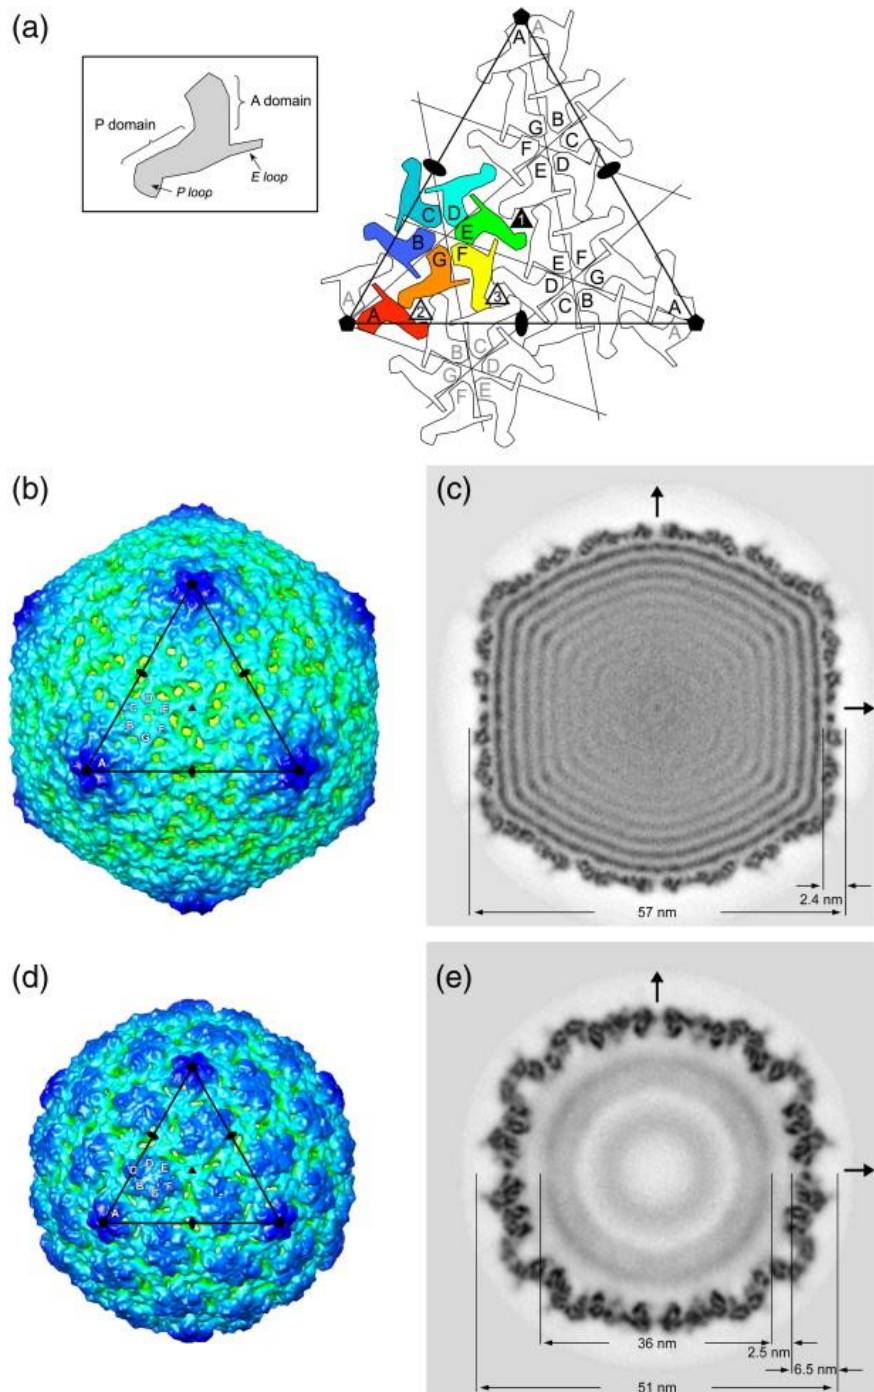 (a)
P domain
A domain
P loop
E loop
A A
G B
F C
E D
C D
B E 1
G F
A
E F
D G
C B
2 3
A A
A A
B C
G D
F E
(b)
C D E
B G F
A
(c)
2.4 nm
57 nm
(d)
C D E
B G F
A
(e)
36 nm
2.5 nm
6.5 nm
51 nm